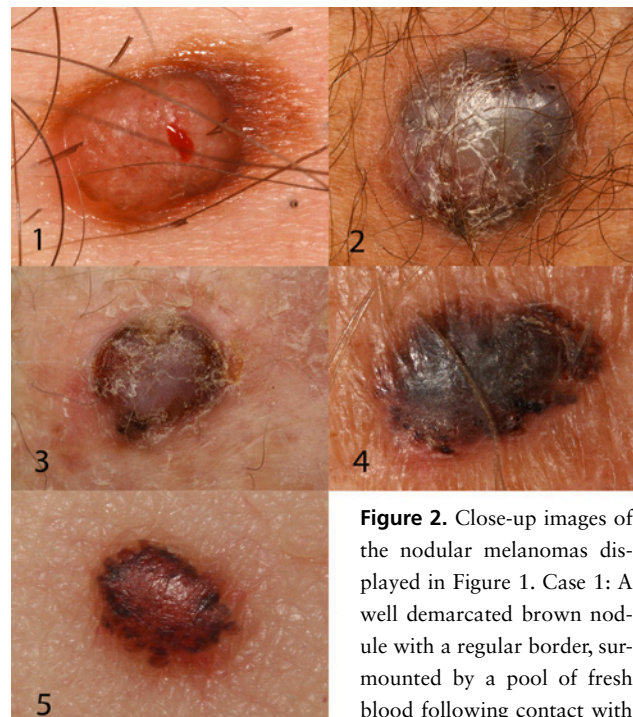 1
2
3
4
5
Figure 2. Close-up images of
the nodular melanomas dis-
played in Figure 1. Case 1: A
well demarcated brown nod-
ule with a regular border, sur-
mounted by a pool of fresh
blood following contact with